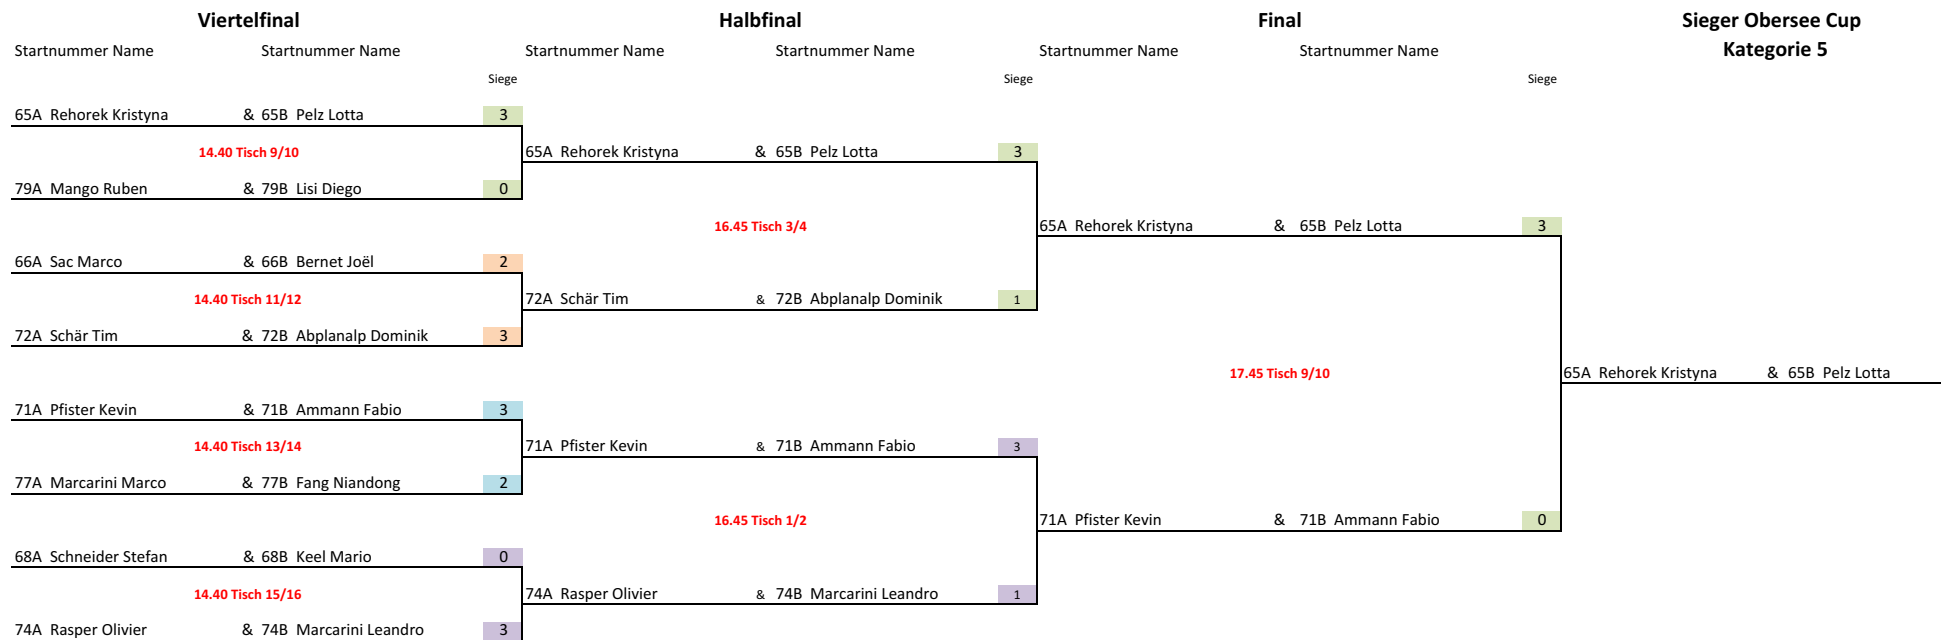 Viertelfinal Halbfinal Final Sieger Obersee Cup
Startnummer Name Startnummer Name Startnummer Name Startnummer Name Startnummer Name Startnummer Name Kategorie 5
Siege Siege Siege
65A Rehorek Kristyna & 65B Pelz Lotta 3
14.40 Tisch 9/10 65A Rehorek Kristyna & 65B Pelz Lotta 3
79A Mango Ruben & 79B Lisi Diego 0
16.45 Tisch 3/4 65A Rehorek Kristyna & 65B Pelz Lotta 3
66A Sac Marco & 66B Bernet Joël 2
14.40 Tisch 11/12 72A Schär Tim & 72B Abplanalp Dominik 1
72A Schär Tim & 72B Abplanalp Dominik 3
17.45 Tisch 9/10 65A Rehorek Kristyna & 65B Pelz Lotta
71A Pfister Kevin & 71B Ammann Fabio 3
14.40 Tisch 13/14 71A Pfister Kevin & 71B Ammann Fabio 3
77A Marcarini Marco & 77B Fang Niandong 2
16.45 Tisch 1/2 71A Pfister Kevin & 71B Ammann Fabio 0
68A Schneider Stefan & 68B Keel Mario 0
14.40 Tisch 15/16 74A Rasper Olivier & 74B Marcarini Leandro 1
74A Rasper Olivier & 74B Marcarini Leandro 3